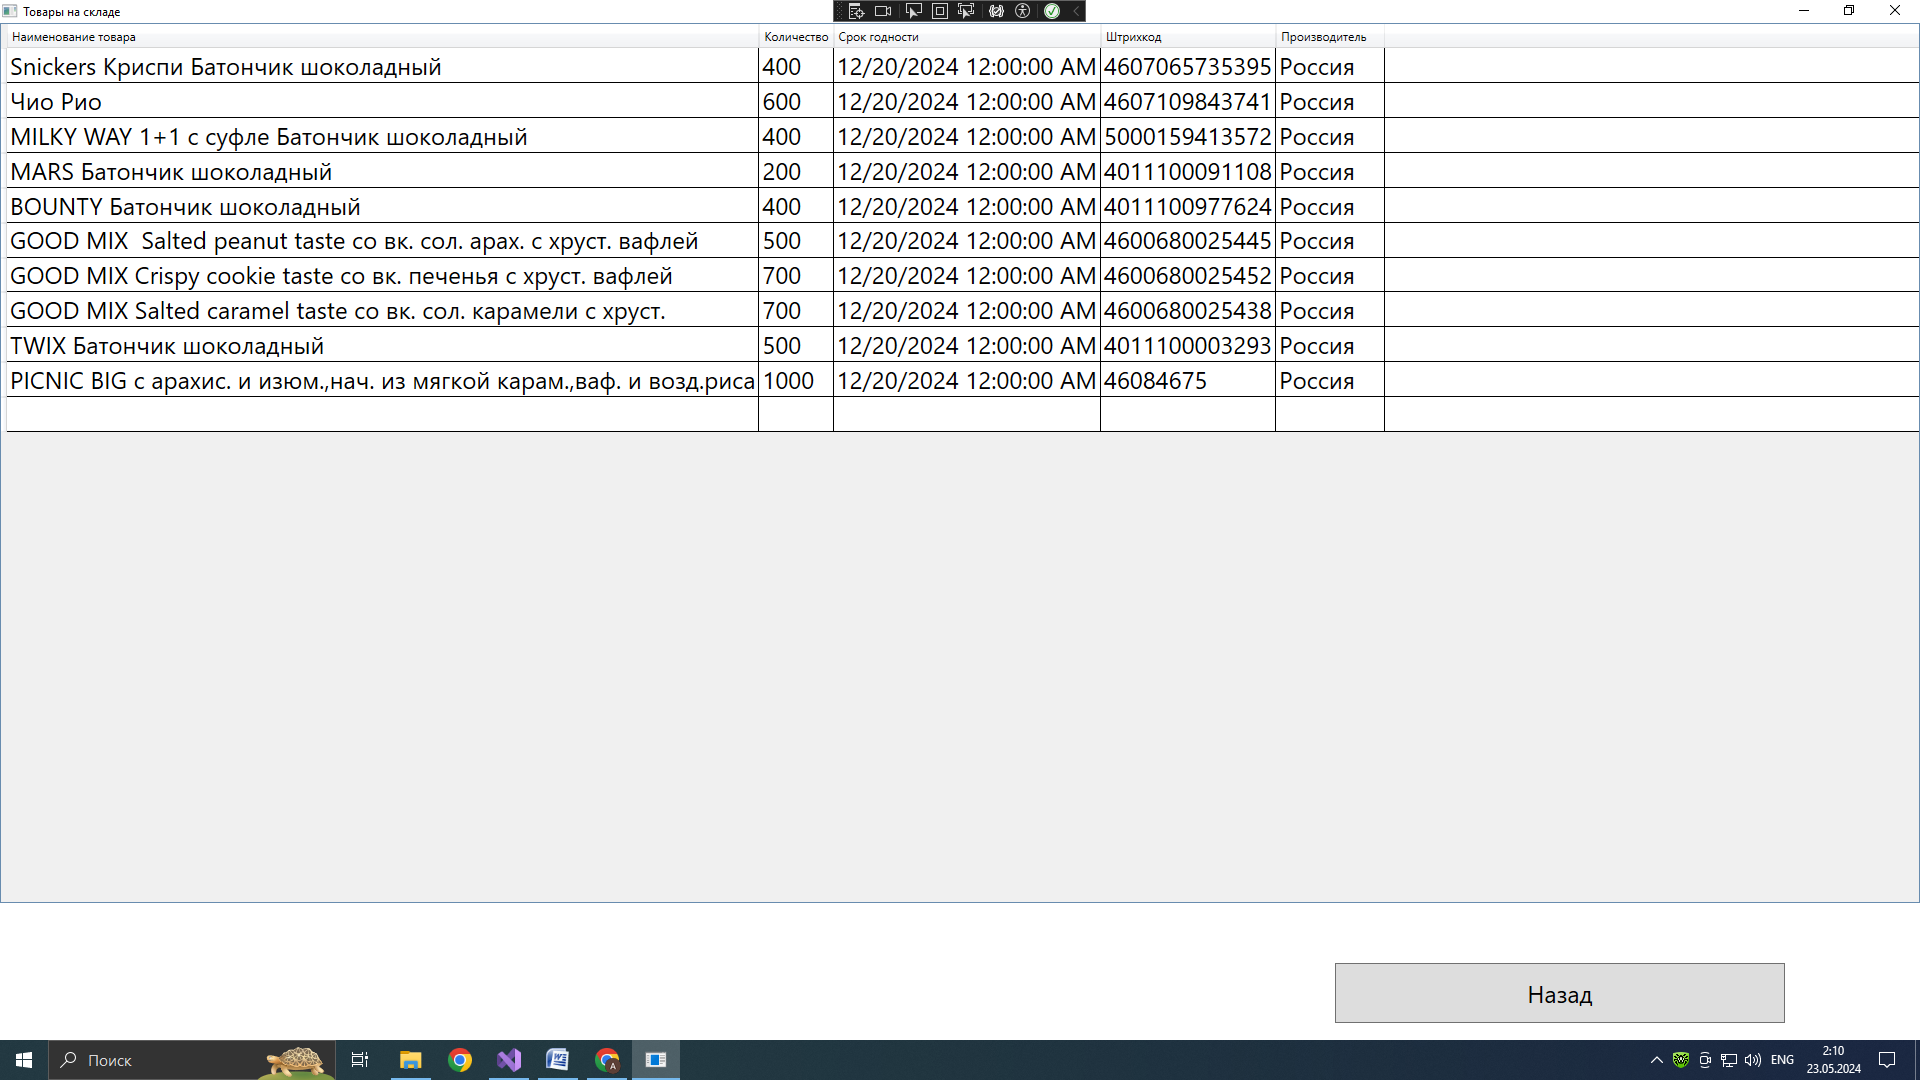 Товары на складе
Наименование товара Количество Срок годности Штрихкод Производитель
Snickers Криспи Батончик шоколадный 400 12/20/2024 12:00:00 AM 4607065735395 Россия
Чио Рио 600 12/20/2024 12:00:00 AM 4607109843741 Россия
MILKY WAY 1+1 с суфле Батончик шоколадный 400 12/20/2024 12:00:00 AM 5000159413572 Россия
MARS Батончик шоколадный 200 12/20/2024 12:00:00 AM 4011100091108 Россия
BOUNTY Батончик шоколадный 400 12/20/2024 12:00:00 AM 4011100977624 Россия
GOOD MIX  Salted peanut taste со вк. сол. арах. с хруст. вафлей 500 12/20/2024 12:00:00 AM 4600680025445 Россия
GOOD MIX Crispy cookie taste со вк. печенья с хруст. вафлей 700 12/20/2024 12:00:00 AM 4600680025452 Россия
GOOD MIX Salted caramel taste со вк. сол. карамели с хруст. 700 12/20/2024 12:00:00 AM 4600680025438 Россия
TWIX Батончик шоколадный 500 12/20/2024 12:00:00 AM 4011100003293 Россия
PICNIC BIG с арахис. и изюм.,нач. из мягкой карам.,ваф. и возд.риса 1000 12/20/2024 12:00:00 AM 46084675 Россия
Назад
Поиск ENG 2:10
23.05.2024